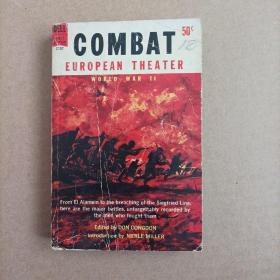 DELL
COMBAT
50¢
EUROPEAN THEATER
WORLD WAR II
From El Alamein to the breaching of the Siegfried Line,
here are the major battles, unforgettably recorded by
the men who fought them
Edited by DON CONGDON
Introduction by MERLE MILLER